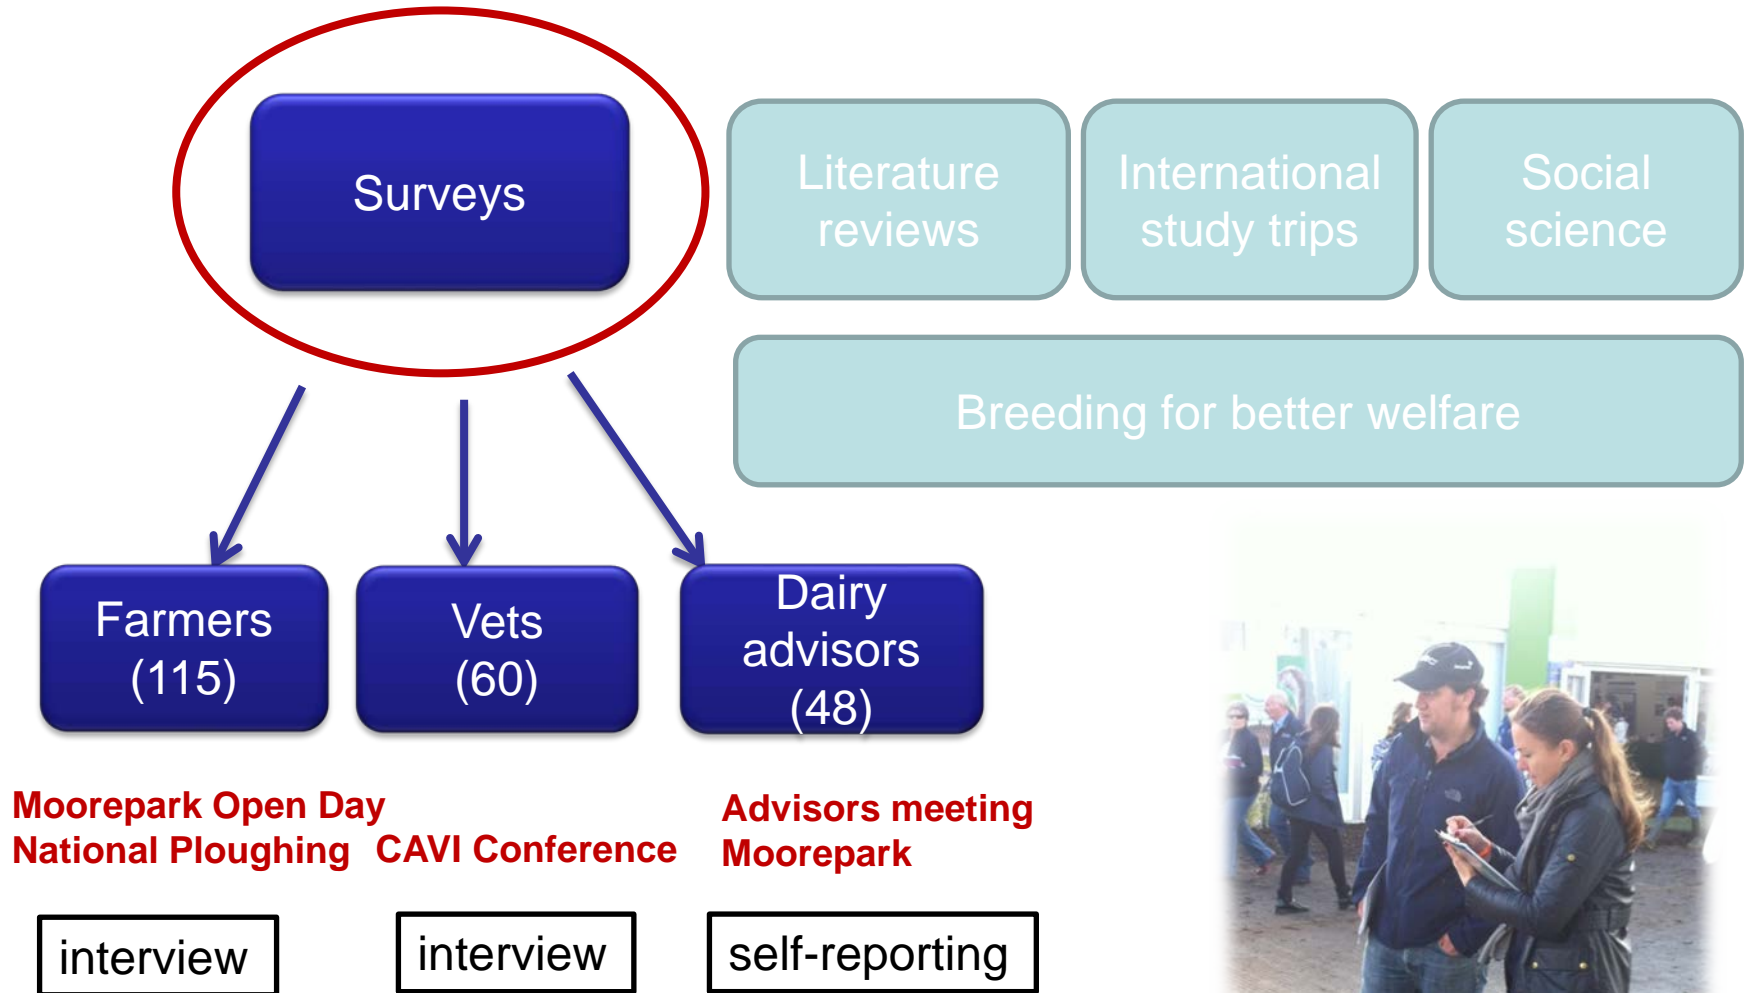 Surveys
Literature
reviews
International
study trips
Social
science
Breeding for better welfare
Farmers
(115)
Vets
(60)
Dairy
advisors
(48)
Moorepark Open Day
National Ploughing
CAVI Conference
Advisors meeting
Moorepark
interview
interview
self-reporting